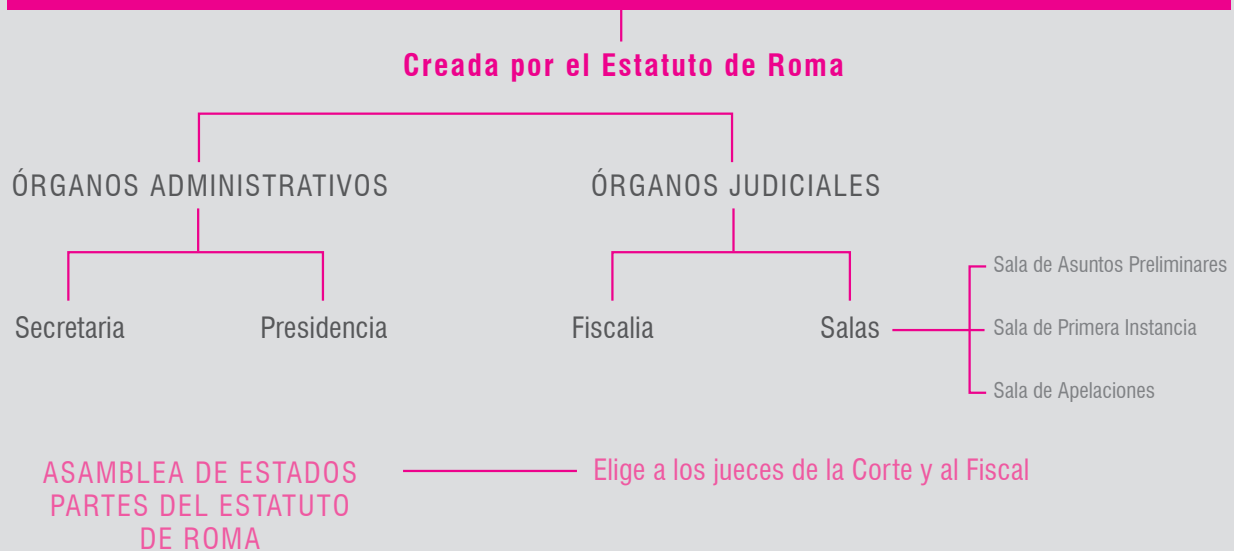 Creada por el Estatuto de Roma
ÓRGANOS ADMINISTRATIVOS
ÓRGANOS JUDICIALES
Secretaria
Presidencia
Fiscalia
Salas
Sala de Asuntos Preliminares
Sala de Primera Instancia
Sala de Apelaciones
ASAMBLEA DE ESTADOS
PARTES DEL ESTATUTO
DE ROMA
Elige a los jueces de la Corte y al Fiscal